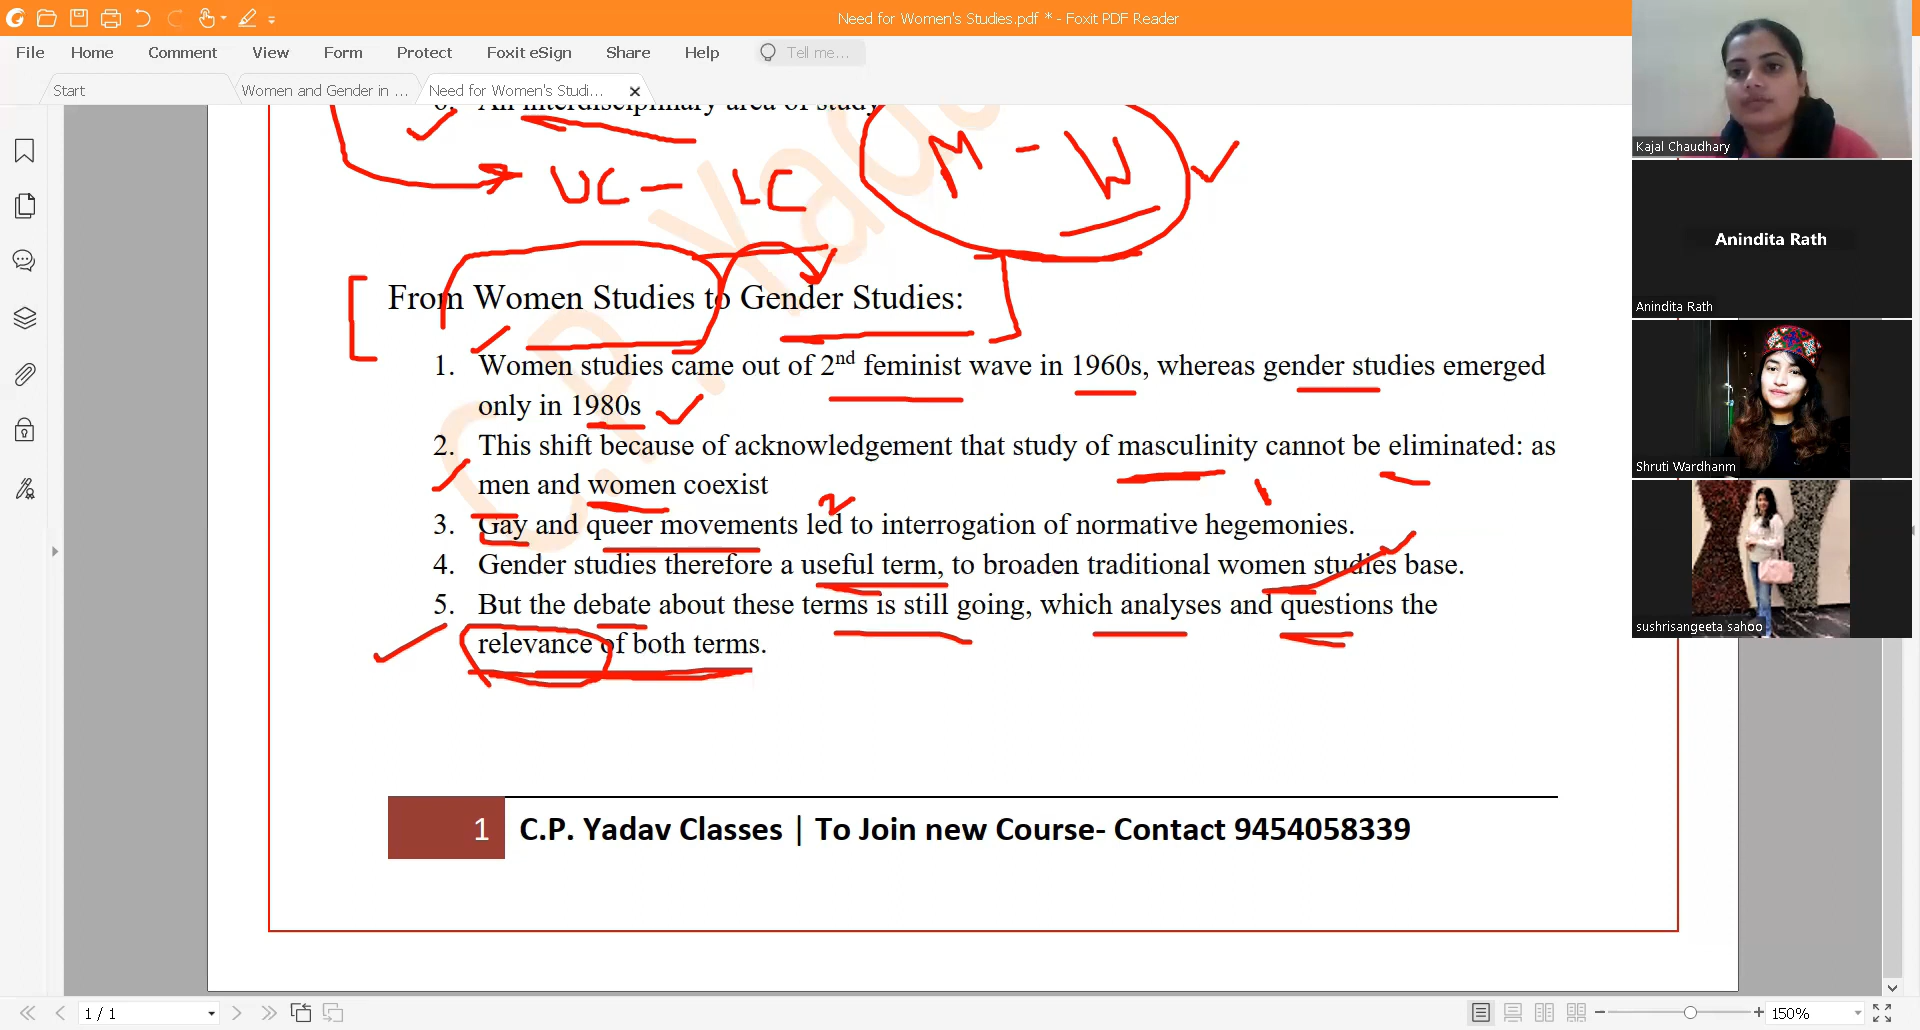 Need for Women's Studies.pdf * - Foxit PDF Reader
File Home Comment View Form Protect Foxit eSign Share Help Tell me...
Start Women and Gender in ... Need for Women's Studi...
6. An interdisciplinary area of study
UC - LC
M - W
C.P. Yadav
From Women Studies to Gender Studies:
1. Women studies came out of 2nd feminist wave in 1960s, whereas gender studies emerged
only in 1980s
2. This shift because of acknowledgement that study of masculinity cannot be eliminated: as
men and women coexist
3. Gay and queer movements led to interrogation of normative hegemonies.
4. Gender studies therefore a useful term, to broaden traditional women studies base.
5. But the debate about these terms is still going, which analyses and questions the
relevance of both terms.
1 C.P. Yadav Classes | To Join new Course- Contact 9454058339
1 / 1
150%
Kajal Chaudhary
Anindita Rath
Anindita Rath
Shruti Wardhanm
sushrisangeeta sahoo